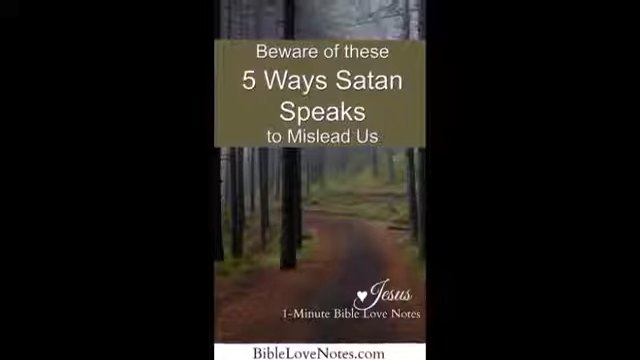 Beware of these
5 Ways Satan
Speaks
to Mislead Us
Jesus
1-Minute Bible Love Notes
BibleLoveNotes.com